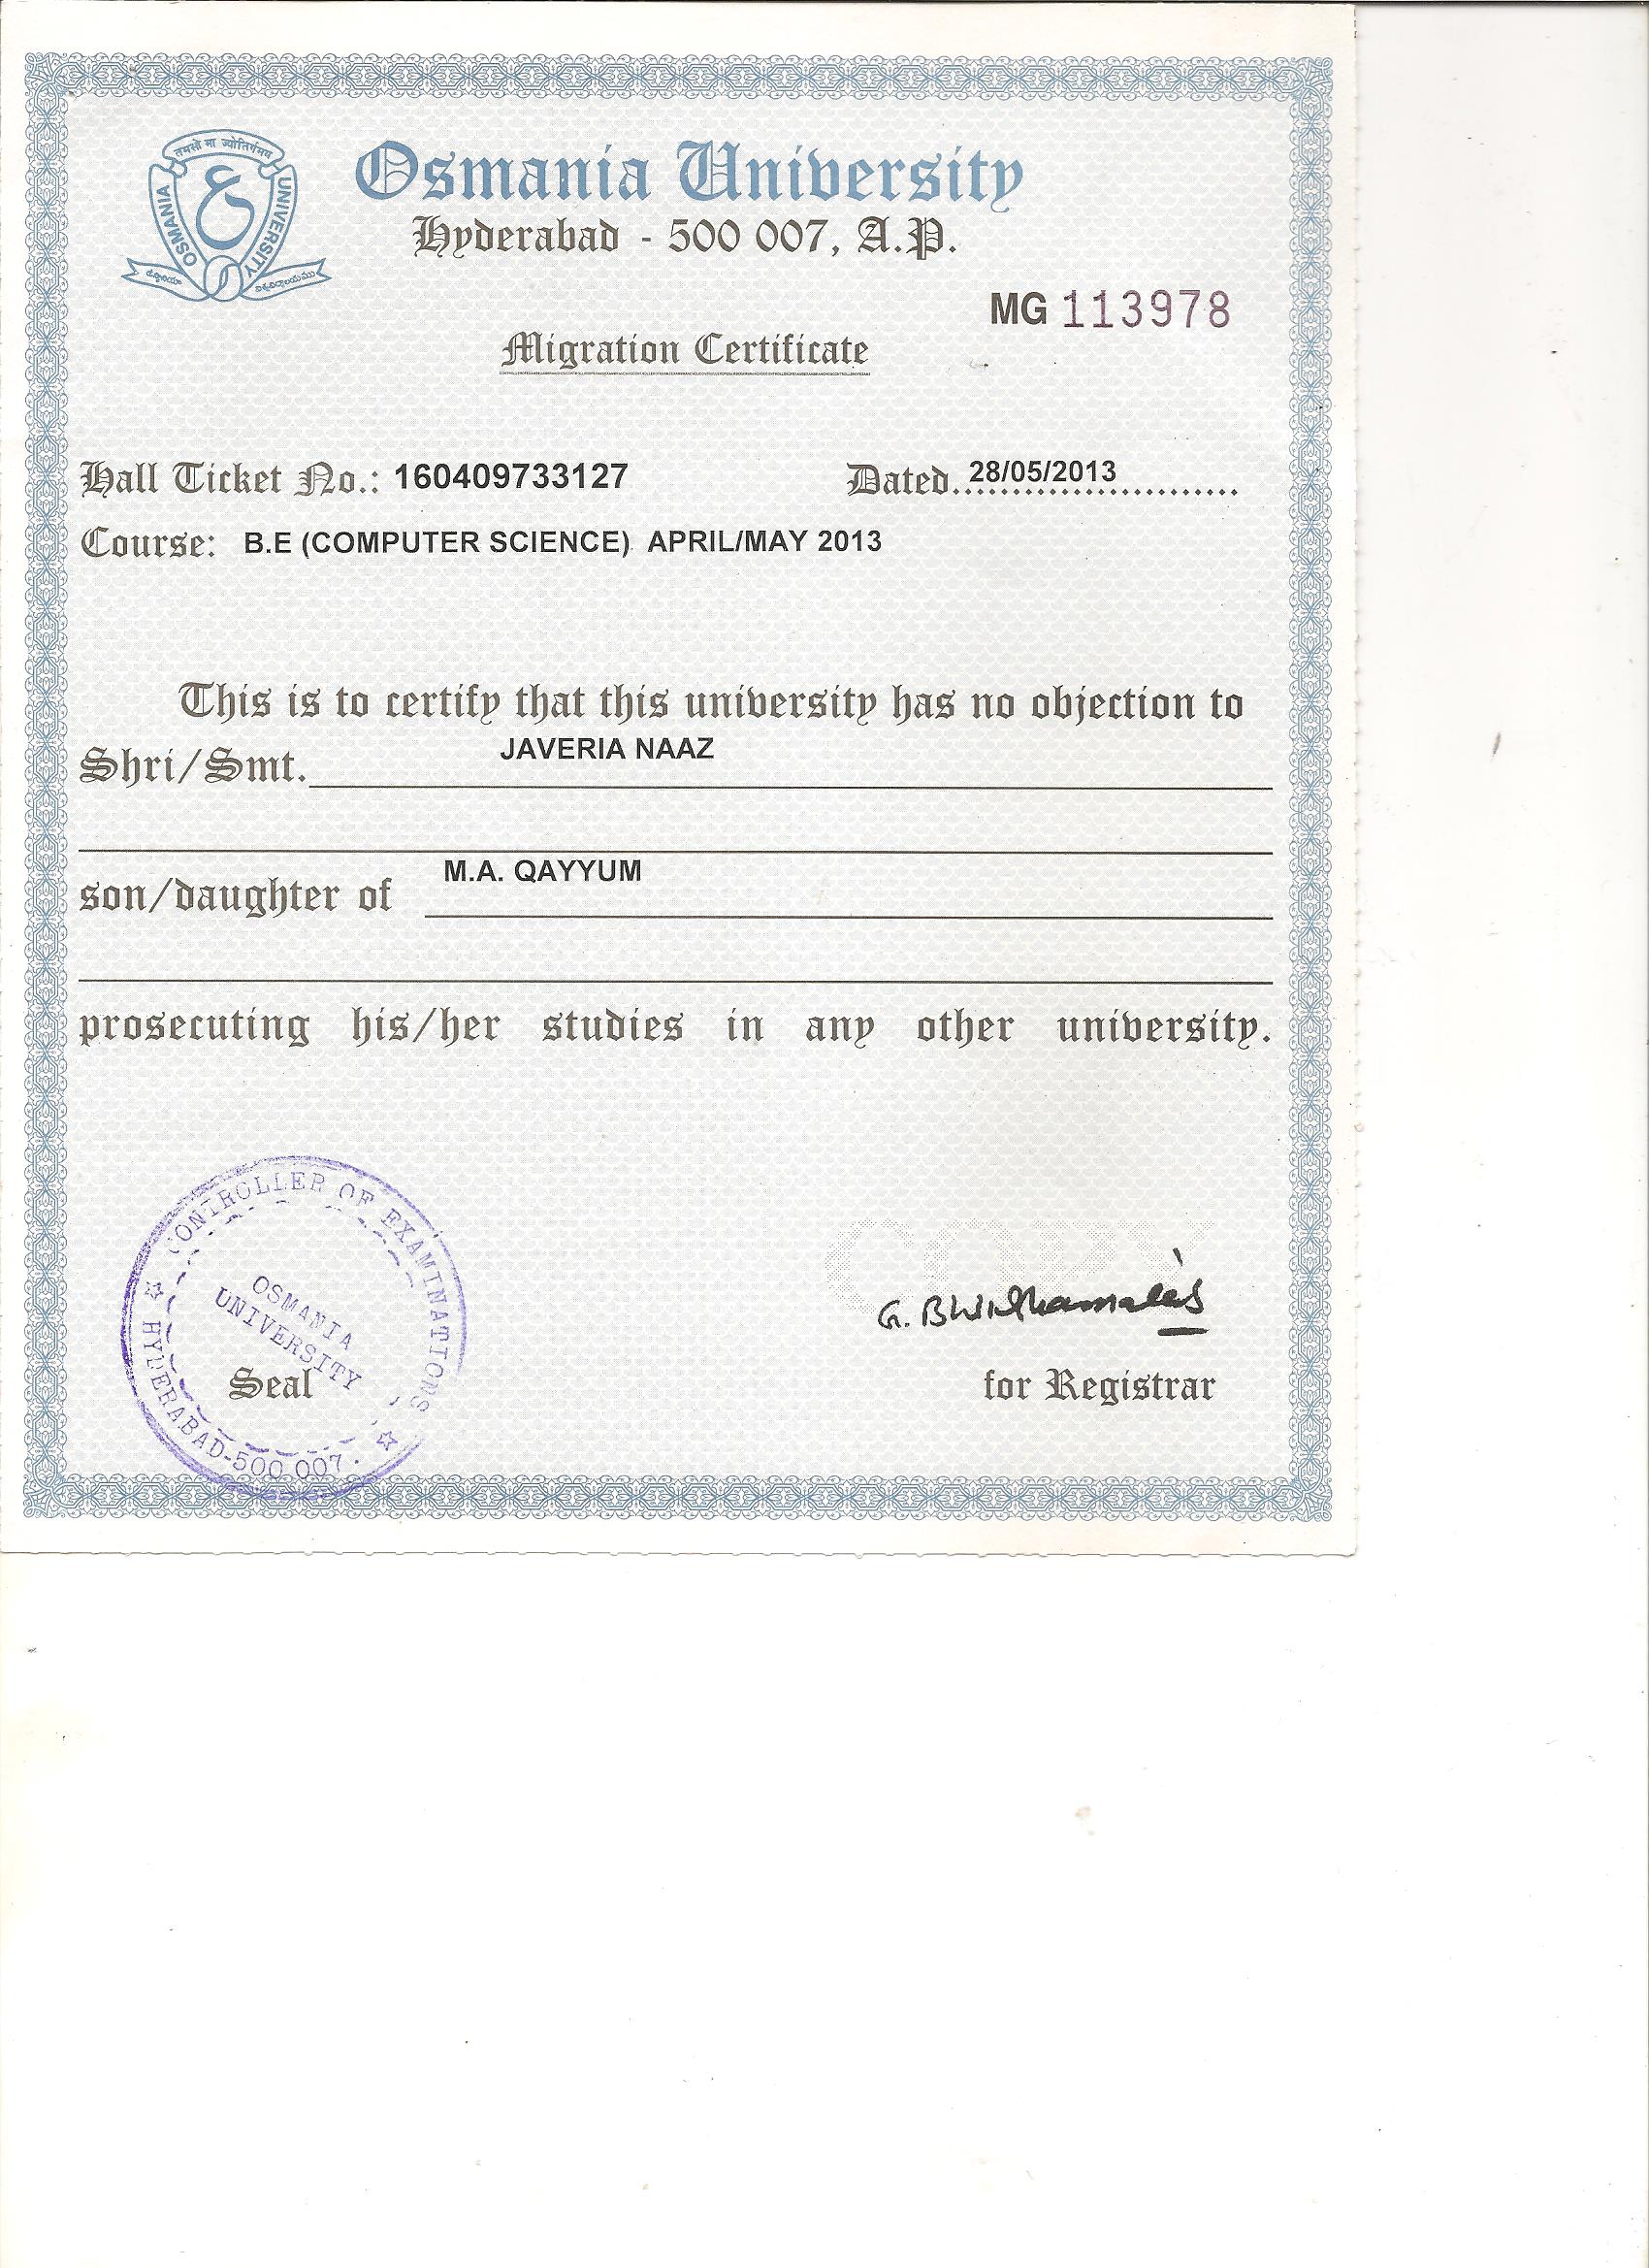 तमसो मा ज्योतिर्गमय
OSMANIA UNIVERSITY
Osmania University
Hyderabad - 500 007, A.P.
MG 113978
Migration Certificate
Hall Ticket No.: 160409733127 Dated. 28/05/2013
Course: B.E (COMPUTER SCIENCE) APRIL/MAY 2013
This is to certify that this university has no objection to
Shri/Smt. JAVERIA NAAZ
son/daughter of M.A. QAYYUM
prosecuting his/her studies in any other university.
CONTROLLER OF EXAMINATIONS
OSMANIA
UNIVERSITY
HYDERABAD-500 007.
Seal
COPY
G. B
for Registrar